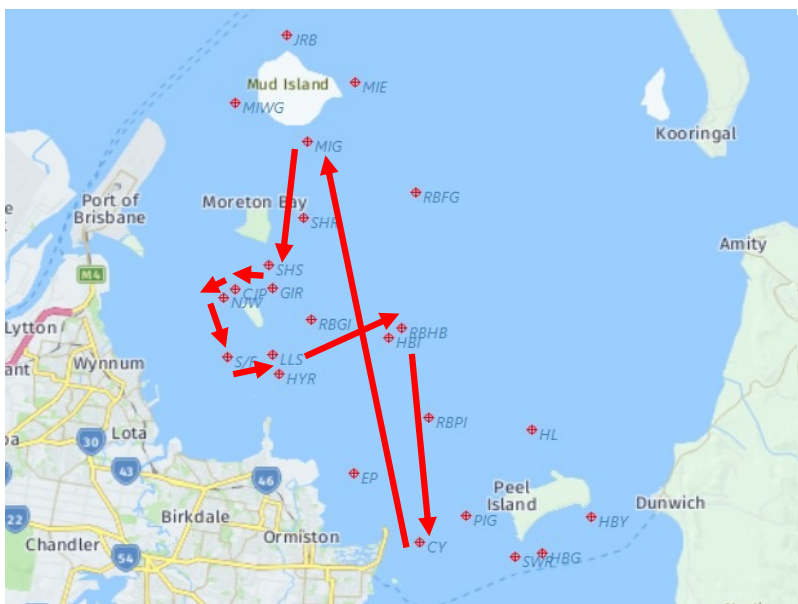 JRB
Mud Island
MIE
MIWG
Kooringal
MIG
Port of
Brisbane
Moreton Bay
RBFG
SHR
Amity
M4
SHS
CJP
GIR
NJW
Lytton
RBGI
RBHB
HBI
Wynnum
S/F
LLS
HYR
RBPI
HL
Lota
30
43
46
EP
Peel
Island
Dunwich
22
Birkdale
PIG
HBY
Chandler
Ormiston
CY
54
SWR
HBG